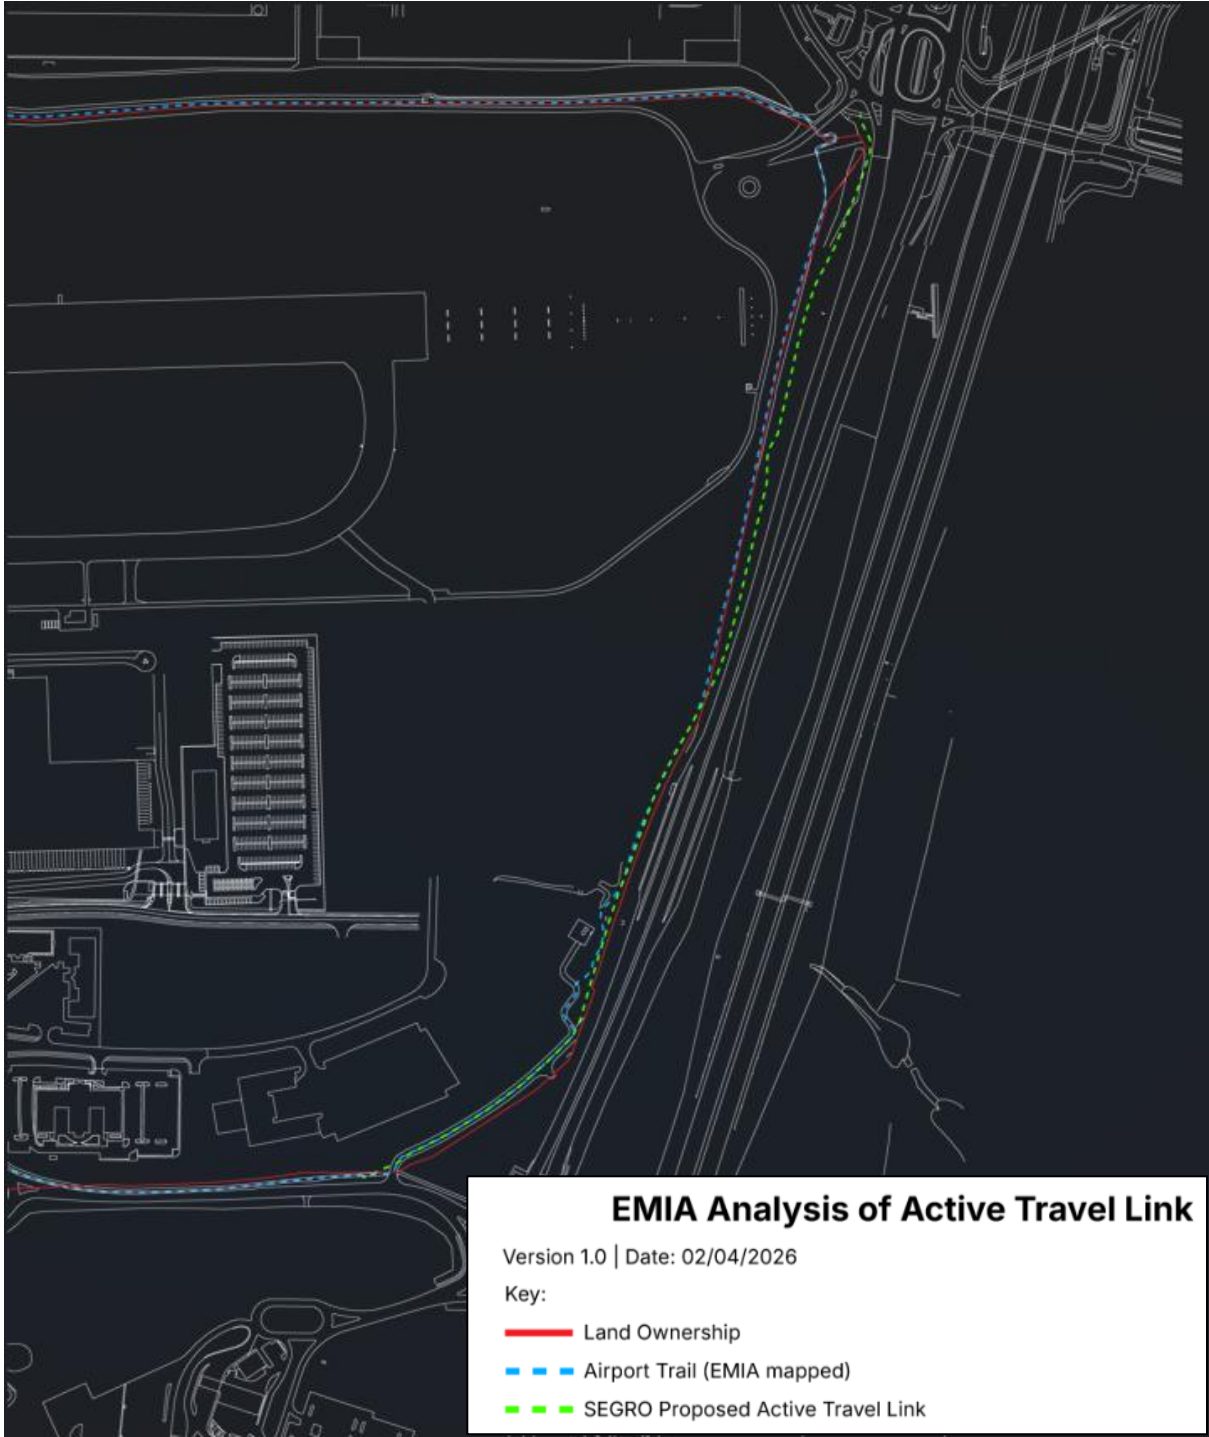 EMIA Analysis of Active Travel Link
Version 1.0 | Date: 02/04/2026
Key:
Land Ownership
Airport Trail (EMIA mapped)
SEGRO Proposed Active Travel Link